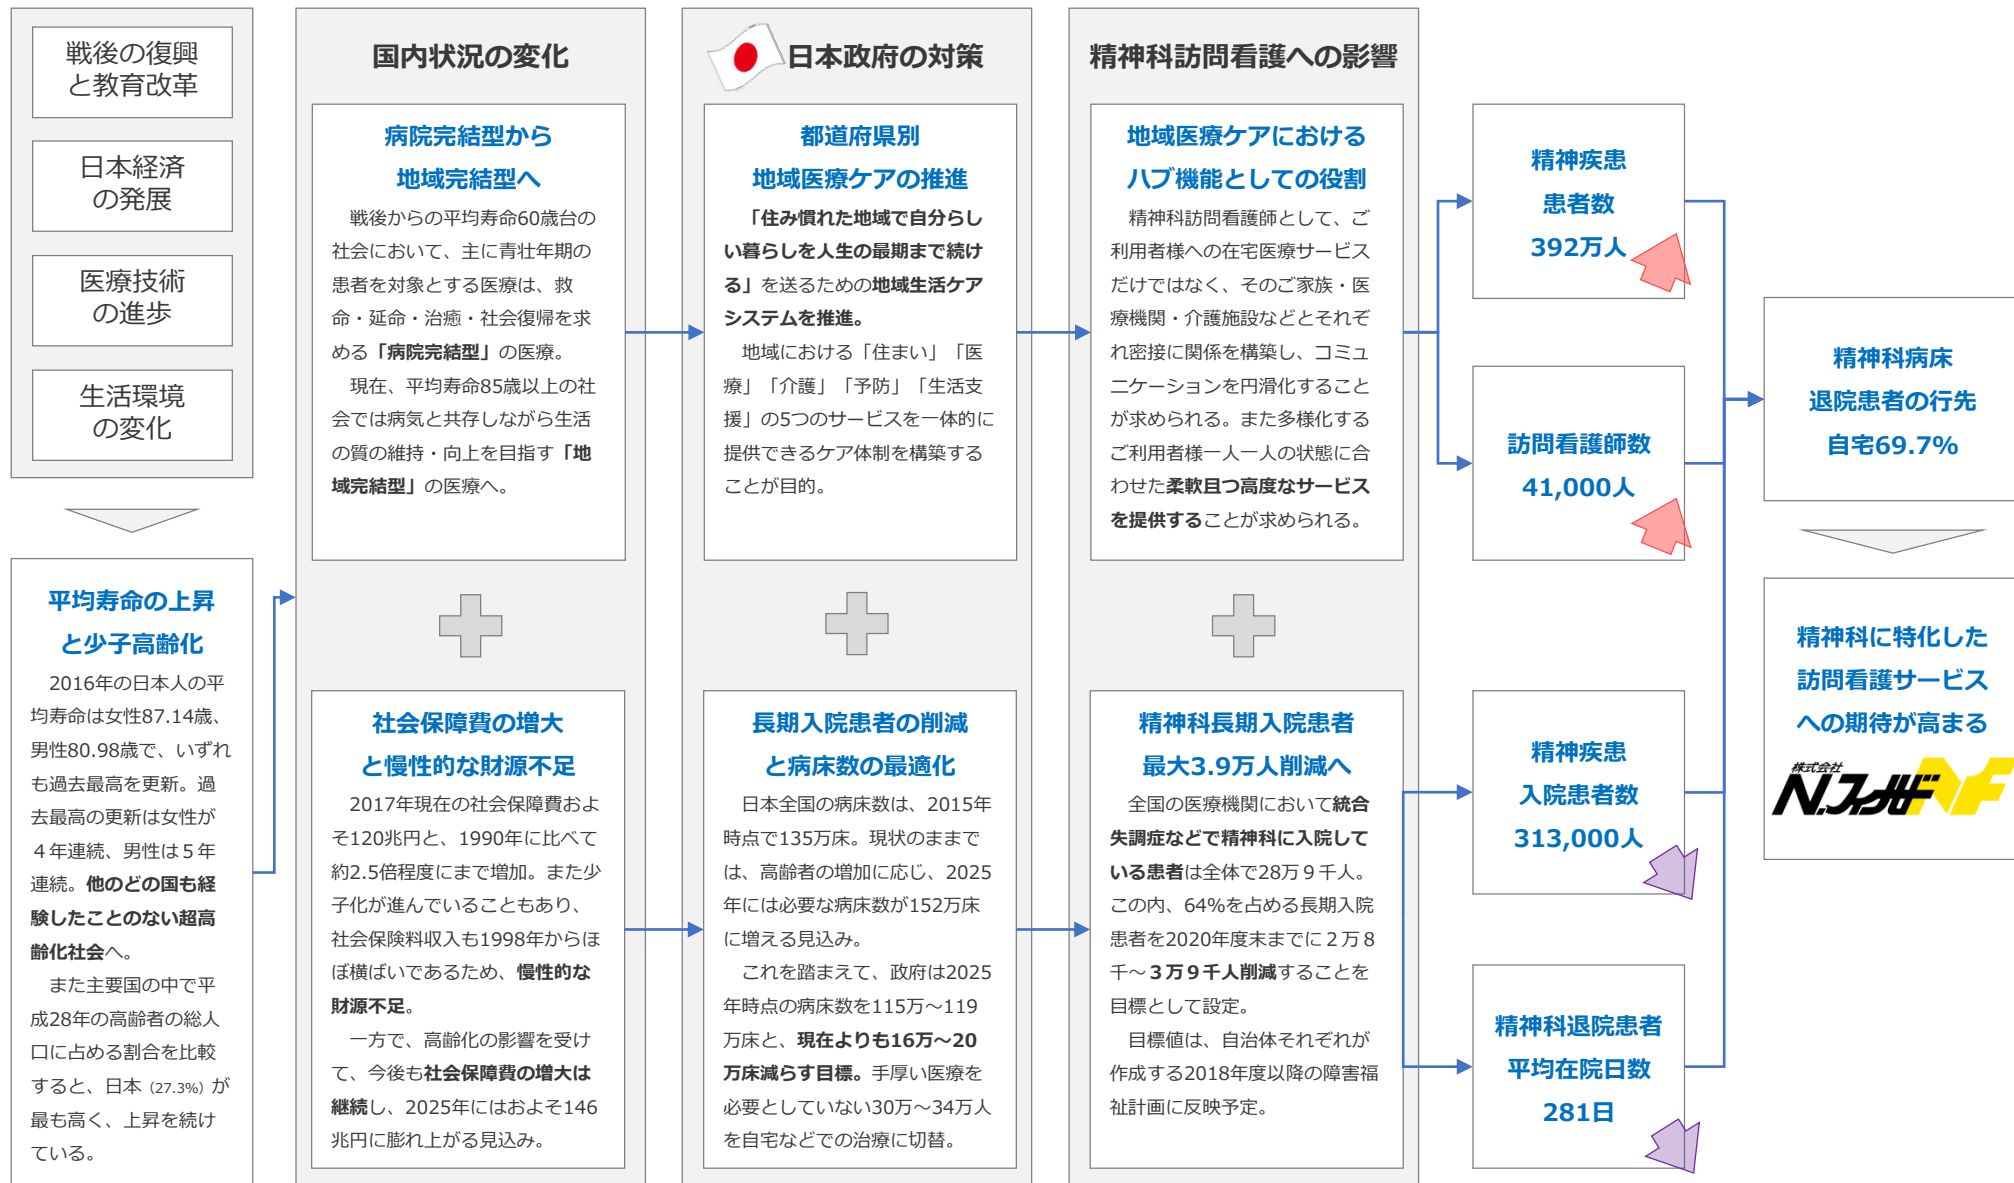 戦後の復興
と教育改革
日本経済
の発展
医療技術
の進歩
生活環境
の変化
平均寿命の上昇
と少子高齢化
2016年の日本人の平
均寿命は女性87.14歳、
男性80.98歳で、いずれ
も過去最高を更新。過
去最高の更新は女性が
４年連続、男性は５年
連続。他のどの国も経
験したことのない超高
齢化社会へ。
また主要国の中で平
成28年の高齢者の総人
口に占める割合を比較
すると、日本（27.3%）が
最も高く、上昇を続け
ている。
国内状況の変化
病院完結型から
地域完結型へ
戦後からの平均寿命60歳台の
社会において、主に青壮年期の
患者を対象とする医療は、救
命・延命・治癒・社会復帰を求
める「病院完結型」の医療。
現在、平均寿命85歳以上の社
会では病気と共存しながら生活
の質の維持・向上を目指す「地
域完結型」の医療へ。
社会保障費の増大
と慢性的な財源不足
2017年現在の社会保障費およ
そ120兆円と、1990年に比べて
約2.5倍程度にまで増加。また少
子化が進んでいることもあり、
社会保険料収入も1998年からほ
ぼ横ばいであるため、慢性的な
財源不足。
一方で、高齢化の影響を受け
て、今後も社会保障費の増大は
継続し、2025年にはおよそ146
兆円に膨れ上がる見込み。
日本政府の対策
都道府県別
地域医療ケアの推進
「住み慣れた地域で自分らし
い暮らしを人生の最期まで続け
る」を送るための地域生活ケア
システムを推進。
地域における「住まい」「医
療」「介護」「予防」「生活支
援」の5つのサービスを一体的に
提供できるケア体制を構築する
ことが目的。
長期入院患者の削減
と病床数の最適化
日本全国の病床数は、2015年
時点で135万床。現状のままで
は、高齢者の増加に応じ、2025
年には必要な病床数が152万床
に増える見込み。
これを踏まえて、政府は2025
年時点の病床数を115万～119
万床と、現在よりも16万～20
万床減らす目標。手厚い医療を
必要としていない30万～34万人
を自宅などでの治療に切替。
精神科訪問看護への影響
地域医療ケアにおける
ハブ機能としての役割
精神科訪問看護師として、ご
利用者様への在宅医療サービス
だけではなく、そのご家族・医
療機関・介護施設などとそれぞ
れ密接に関係を構築し、コミュ
ニケーションを円滑化すること
が求められる。また多様化する
ご利用者様一人一人の状態に合
わせた柔軟且つ高度なサービス
を提供することが求められる。
精神科長期入院患者
最大3.9万人削減へ
全国の医療機関において統合
失調症などで精神科に入院して
いる患者は全体で28万９千人。
この内、64%を占める長期入院
患者を2020年度末までに２万８
千～３万９千人削減することを
目標として設定。
目標値は、自治体それぞれが
作成する2018年度以降の障害福
祉計画に反映予定。
精神疾患
患者数
392万人
訪問看護師数
41,000人
精神疾患
入院患者数
313,000人
精神科退院患者
平均在院日数
281日
精神科病床
退院患者の行先
自宅69.7%
精神科に特化した
訪問看護サービス
への期待が高まる
株式会社
N.フィールド